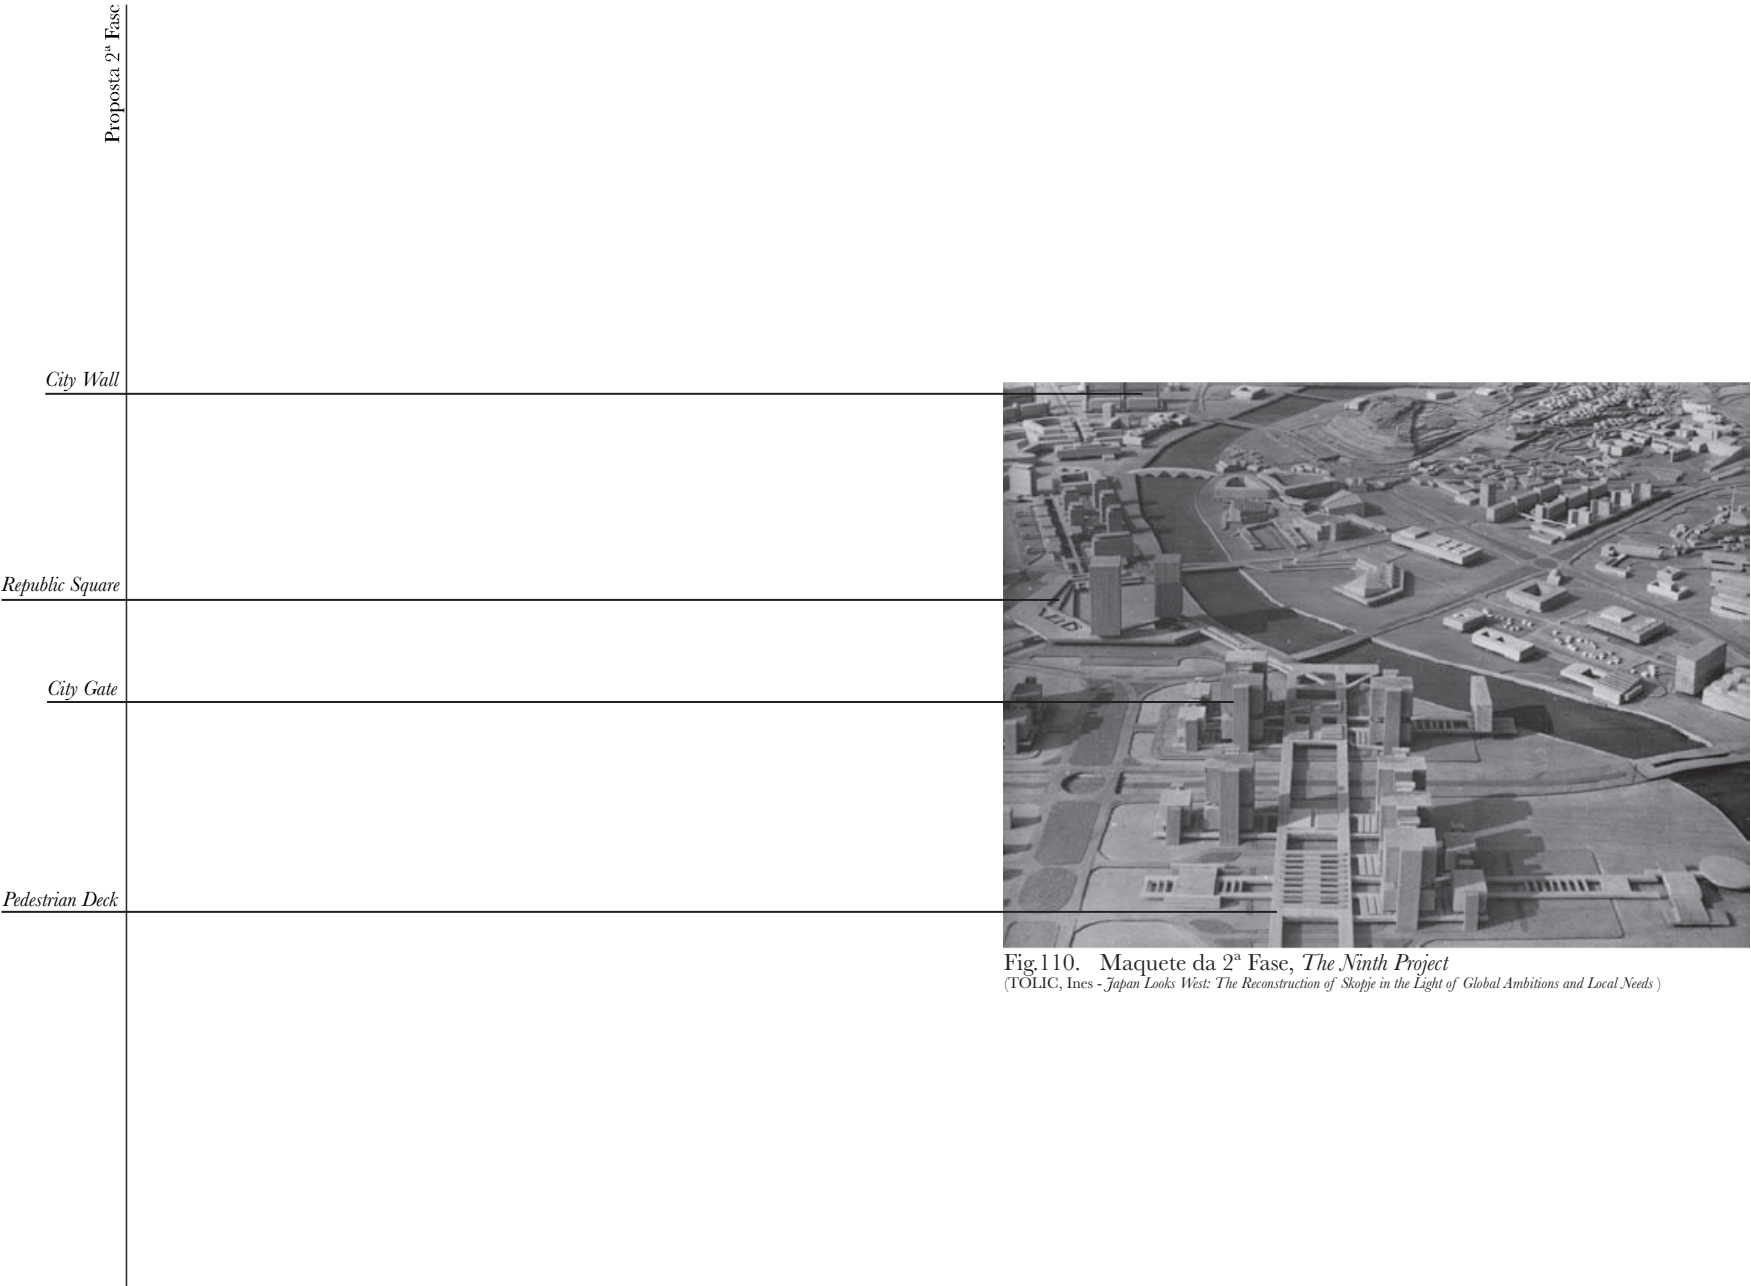 Proposta 2ª Fase
City Wall
Republic Square
City Gate
Pedestrian Deck
Fig.110. Maquete da 2ª Fase, The Ninth Project
(TOLIC, Ines - Japan Looks West: The Reconstruction of Skopje in the Light of Global Ambitions and Local Needs )